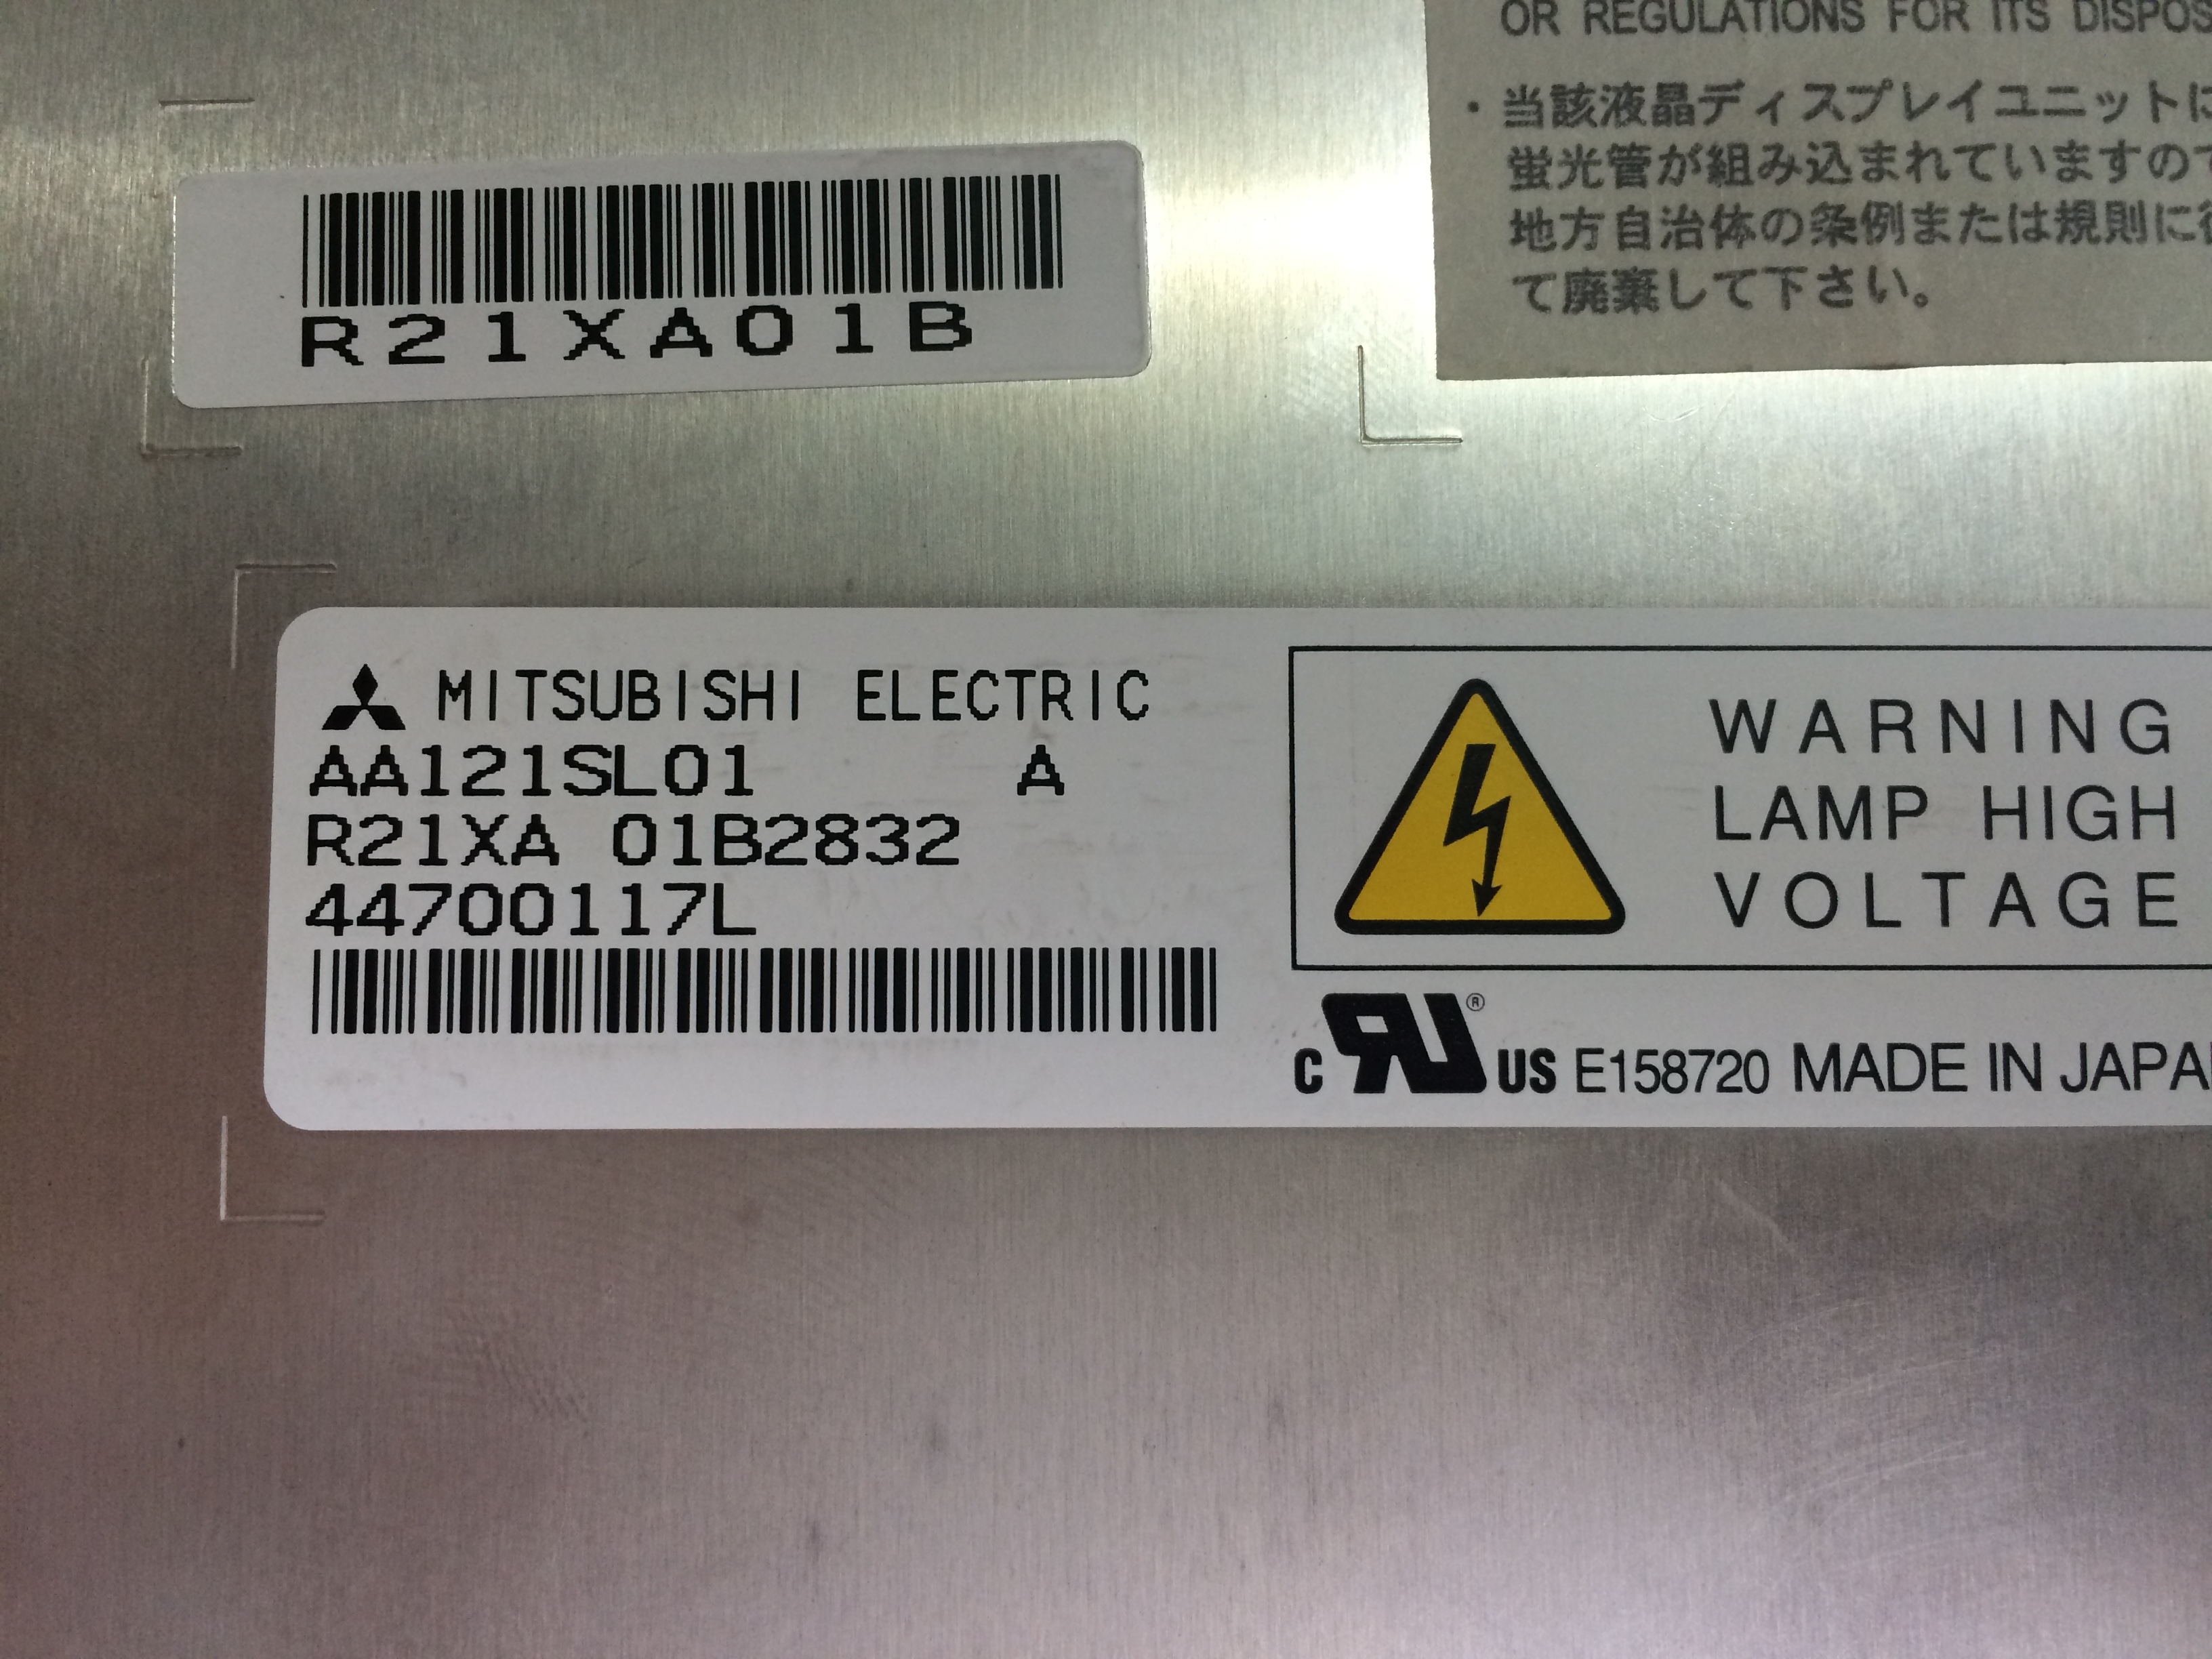 OR REGULATIONS FOR ITS DISPOS
・当該液晶ディスプレイユニットに
蛍光管が組み込まれていますので
地方自治体の条例または規則に従
て廃棄して下さい。
R21XA01B
MITSUBISHI ELECTRIC
AA121SL01 A
R21XA 01B2832
44700117L
WARNING
LAMP HIGH
VOLTAGE
C RU® US E158720 MADE IN JAPA